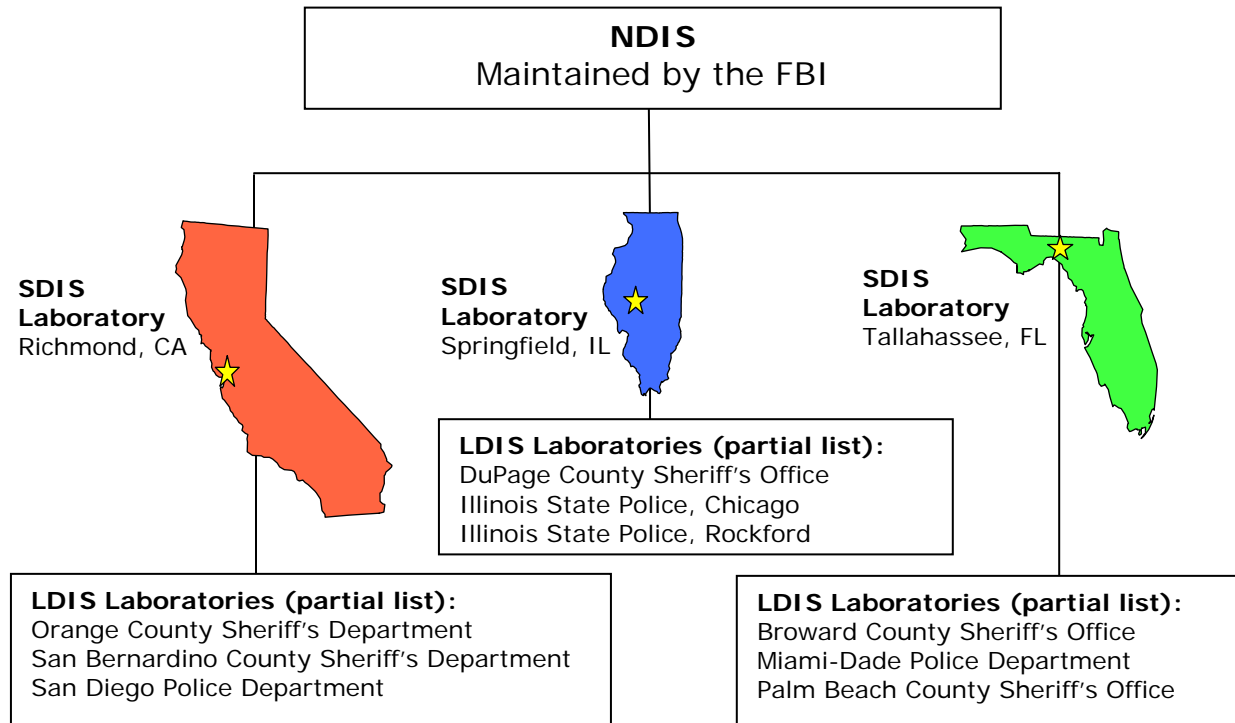 NDIS
Maintained by the FBI
SDIS
Laboratory
Richmond, CA
SDIS
Laboratory
Springfield, IL
SDIS
Laboratory
Tallahassee, FL
LDIS Laboratories (partial list):
DuPage County Sheriff's Office
Illinois State Police, Chicago
Illinois State Police, Rockford
LDIS Laboratories (partial list):
Orange County Sheriff's Department
San Bernardino County Sheriff's Department
San Diego Police Department
LDIS Laboratories (partial list):
Broward County Sheriff's Office
Miami-Dade Police Department
Palm Beach County Sheriff's Office